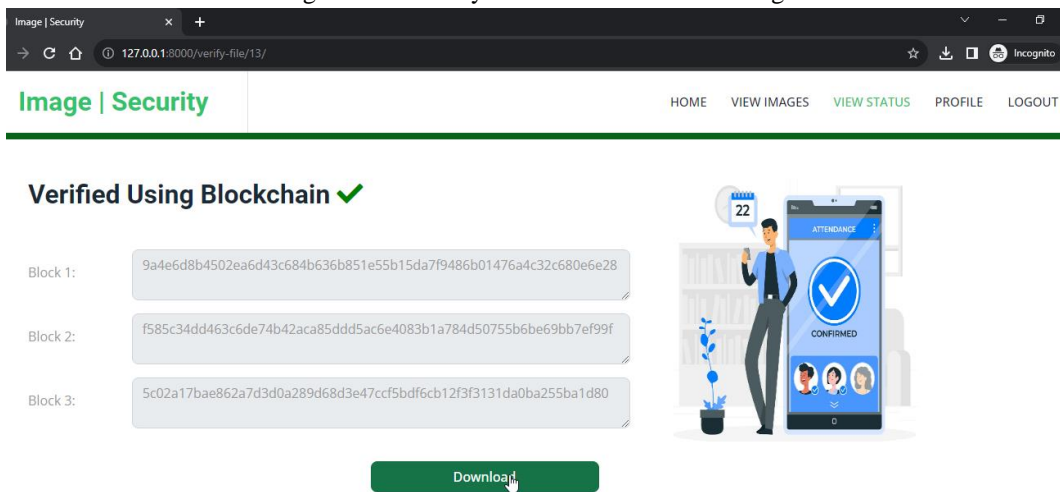 Image | Security
127.0.0.1:8000/verify-file/13/
Incognito
Image | Security
HOME VIEW IMAGES VIEW STATUS PROFILE LOGOUT
Verified Using Blockchain
22
ATTENDANCE
CONFIRMED
Block 1: 9a4e6d8b4502ea6d43c684b636b851e55b15da7f9486b01476a4c32c680e6e28
Block 2: f585c34dd463c6de74b42aca85ddd5ac6e4083b1a784d50755b6be69bb7ef99f
Block 3: 5c02a17bae862a7d3d0a289d68d3e47ccf5bdf6cb12f3f3131da0ba255ba1d80
Download